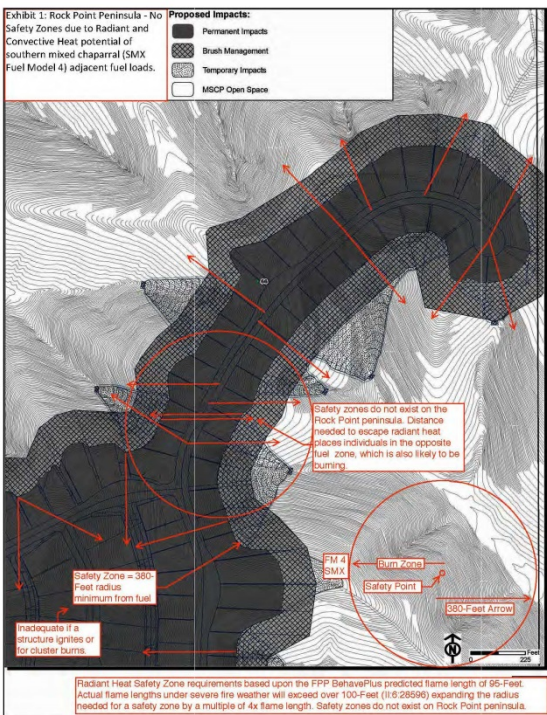 Exhibit 1: Rock Point Peninsula - No
Safety Zones due to Radiant and
Convective Heat potential of
southern mixed chaparral (SMX
Fuel Model 4) adjacent fuel loads.
Proposed Impacts:
Permanent Impacts
Brush Management
Temporary Impacts
MSCP Open Space
Safety zones do not exist on the
Rock Point peninsula. Distance
needed to escape radiant heat
places individuals in the opposite
fuel zone, which is also likely to be
burning.
Safety Zone = 380-
Feet radius
minimum from fuel
Inadequate if a
structure ignites or
for cluster burns.
FM 4
SMX
Burn Zone
Safety Point
380-Feet Arrow
Feet
0
225
Radiant Heat Safety Zone requirements based upon the FPP BehavePlus predicted flame length of 95-Feet.
Actual flame lengths under severe fire weather will exceed over 100-Feet (II:6:28596) expanding the radius
needed for a safety zone by a multiple of 4x flame length. Safety zones do not exist on Rock Point peninsula.